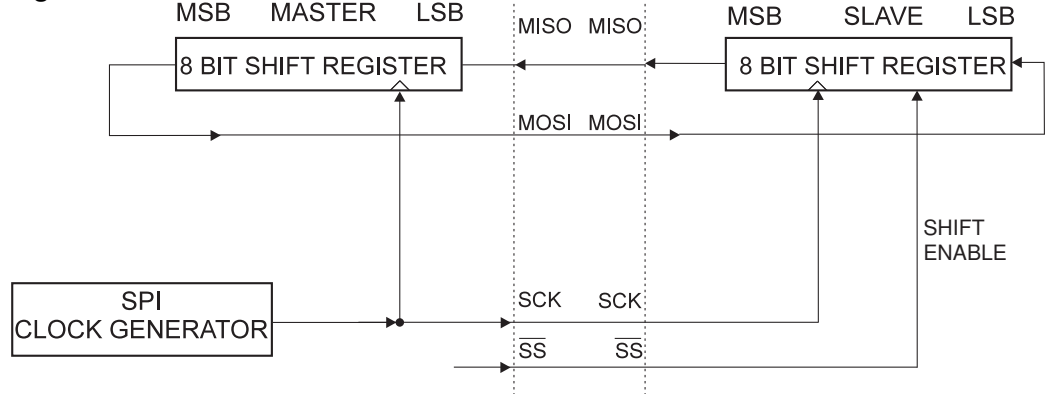 MSB MASTER LSB
MISO MISO
MSB SLAVE LSB
8 BIT SHIFT REGISTER
8 BIT SHIFT REGISTER
MOSI MOSI
SHIFT
ENABLE
SPI
CLOCK GENERATOR
SCK SCK
SS SS